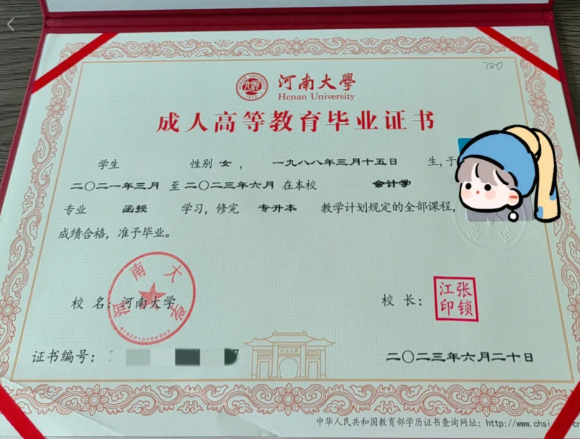 河南大學
Henan University
成人高等教育毕业证书
学生 性别 女， 一九八八年三月十五日 生，于
二〇二一年三月 至 二〇二三年六月 在本校 会计学
专业 函授 学习，修完 专升本 教学计划规定的全部课程，
成绩合格，准予毕业。
校 名：河南大学
河南大学
校 长：
张锁江印
证书编号：
二〇二三年六月二十日
中华人民共和国教育部学历证书查询网址：http://www.chsi